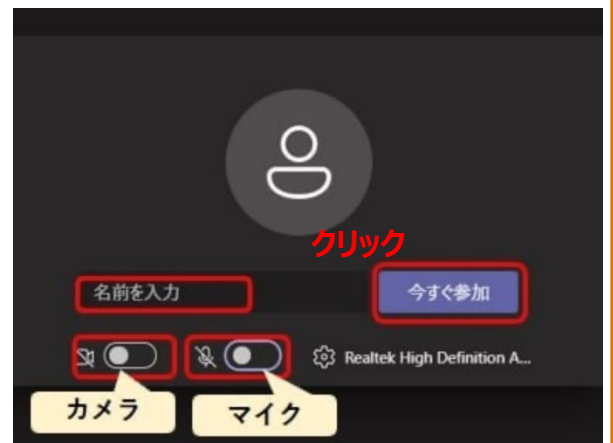 クリック
名前を入力
今すぐ参加
Realtek High Definition A...
カメラ
マイク